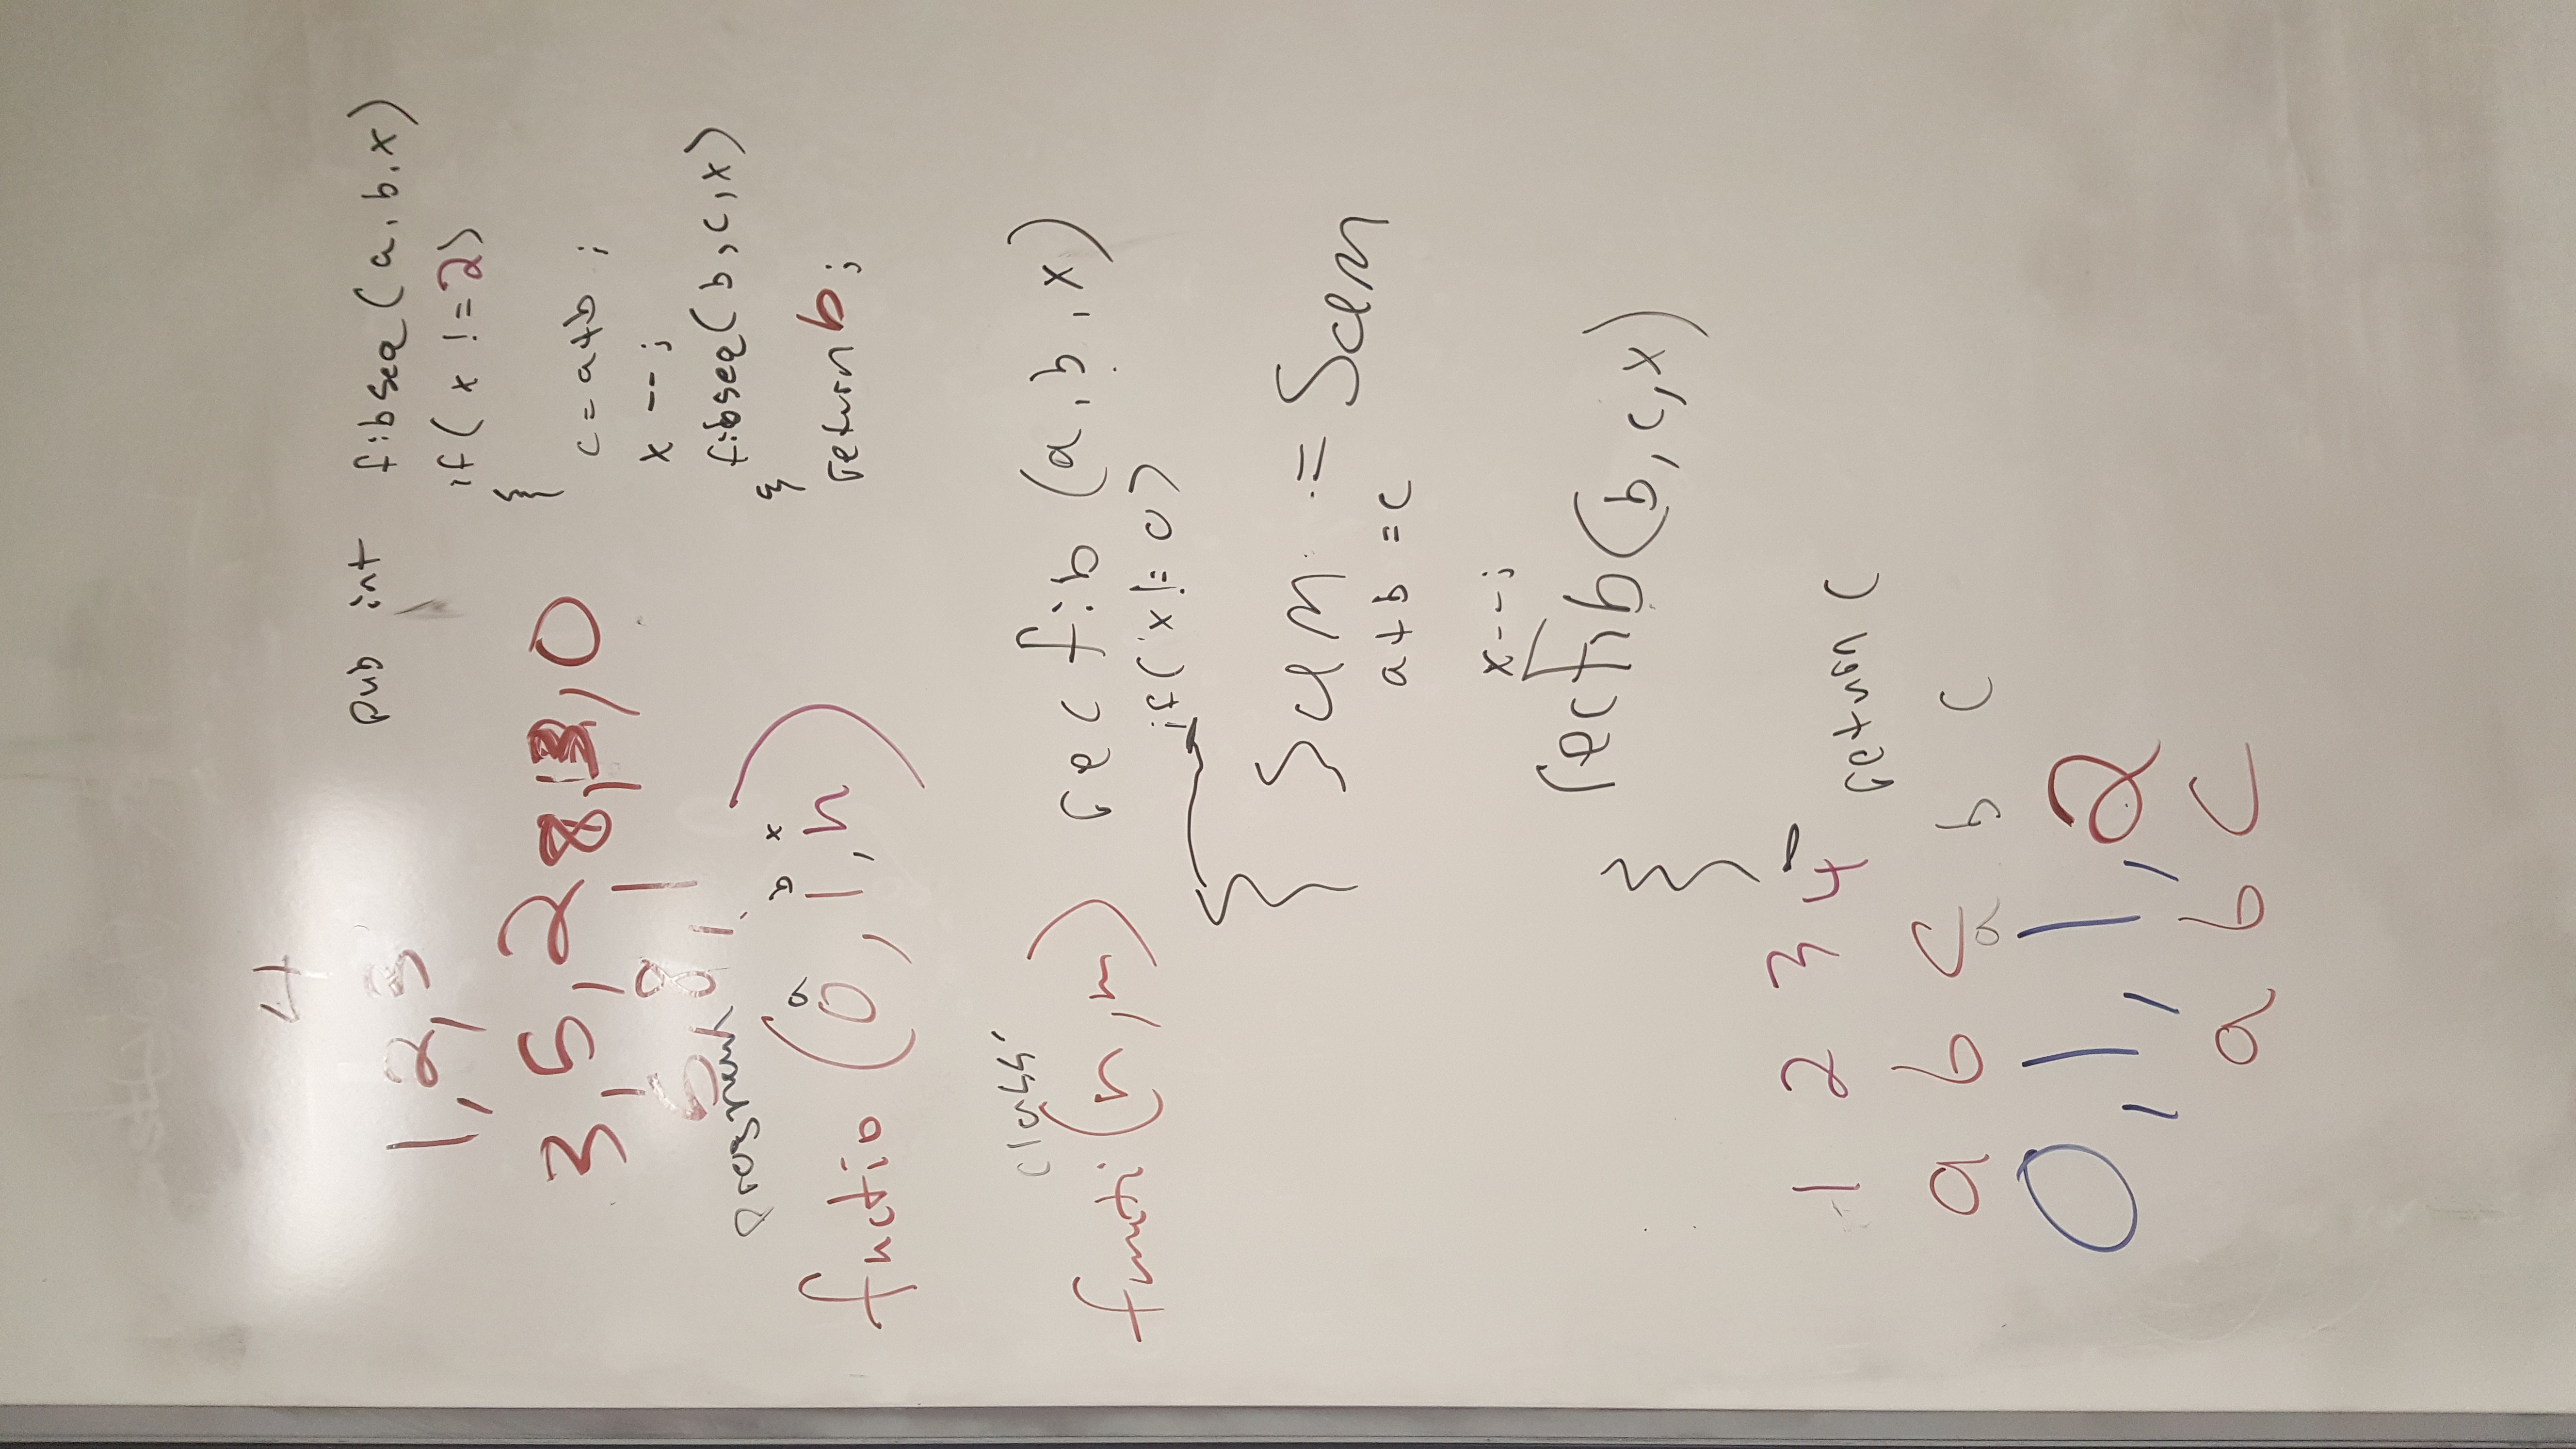 4
1,2,3
3,5,2 8,13,0
5,8,1
program
a b x
fuctio(0,1,n)
pub int fibseq(a,b,x)
if( x !=2)
{
c=a+b ;
x --;
fibseq(b,c,x)
}
return b;
class
functi(n,m)
rec fib (a,b,x)
if( x != 0)
{
Sum = Sum
a+b =c
x--;
recFib(b,c,x)
}
1 2 3 4
return c
a b c
a b c
0,1,1,2
a b c